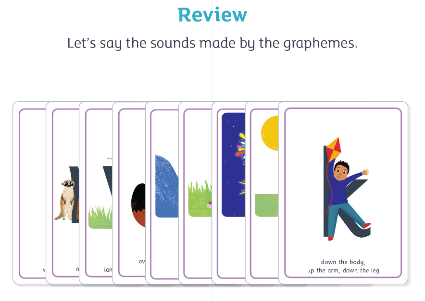 Review
Let's say the sounds made by the graphemes.
down the body,
up the arm, down the leg